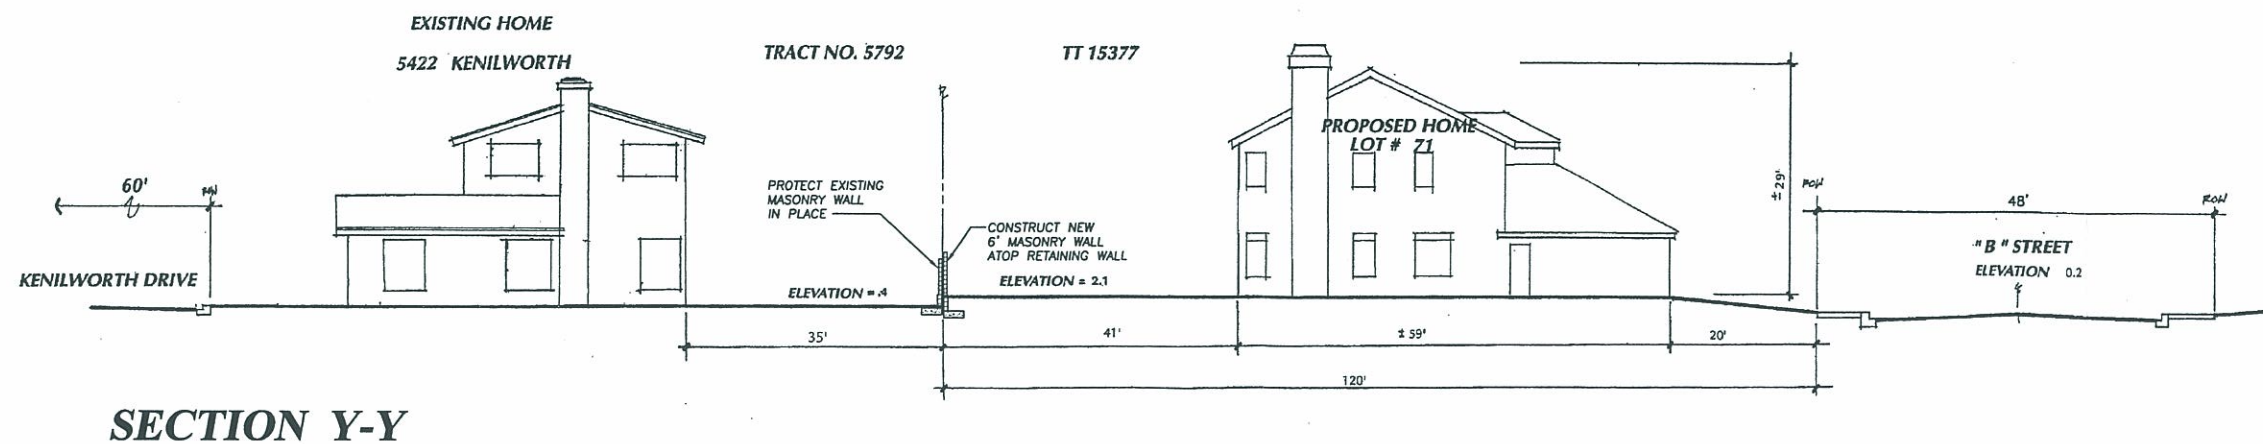 EXISTING HOME
5422 KENILWORTH
TRACT NO. 5792
TT 15377
PROPOSED HOME
LOT # 71
60'
PROTECT EXISTING
MASONRY WALL
IN PLACE
CONSTRUCT NEW
6' MASONRY WALL
ATOP RETAINING WALL
± 29'
ROW
48'
ROW
"B" STREET
ELEVATION 0.2
KENILWORTH DRIVE
ELEVATION = .4
ELEVATION = 2.1
35'
41'
± 59'
20'
120'
SECTION Y-Y